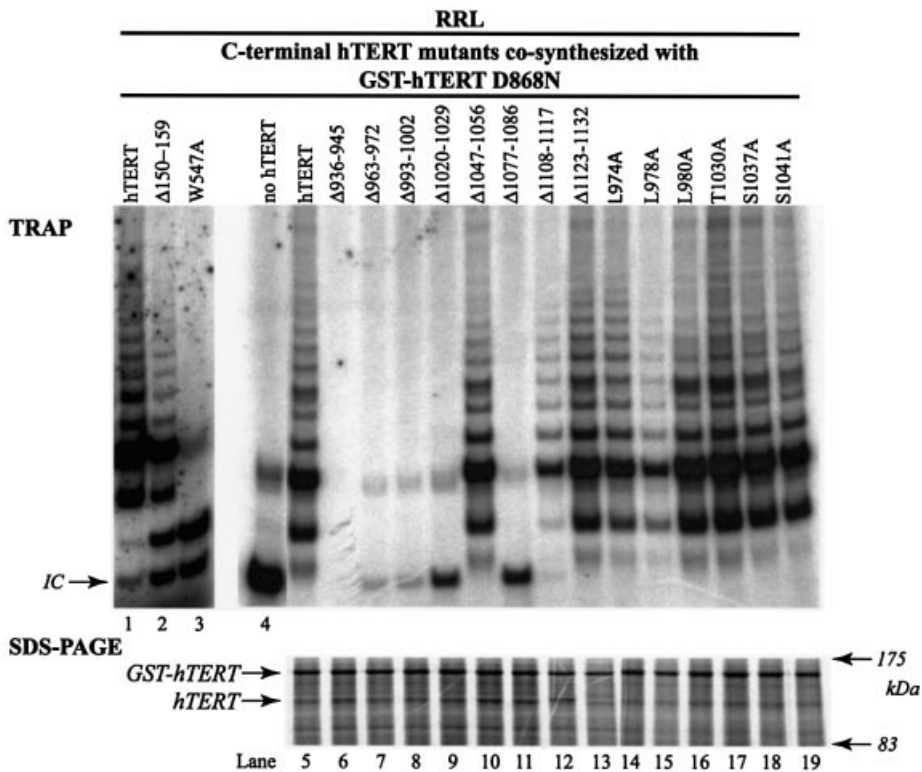 RRL
C-terminal hTERT mutants co-synthesized with
GST-hTERT D868N
hTERT
Δ150–159
W547A
no hTERT
hTERT
Δ936-945
Δ963-972
Δ993-1002
Δ1020-1029
Δ1047-1056
Δ1077-1086
Δ1108-1117
Δ1123-1132
L974A
L978A
L980A
T1030A
S1037A
S1041A
TRAP
IC
1 2 3 4
SDS-PAGE
GST-hTERT
175
kDa
hTERT
83
Lane 5 6 7 8 9 10 11 12 13 14 15 16 17 18 19